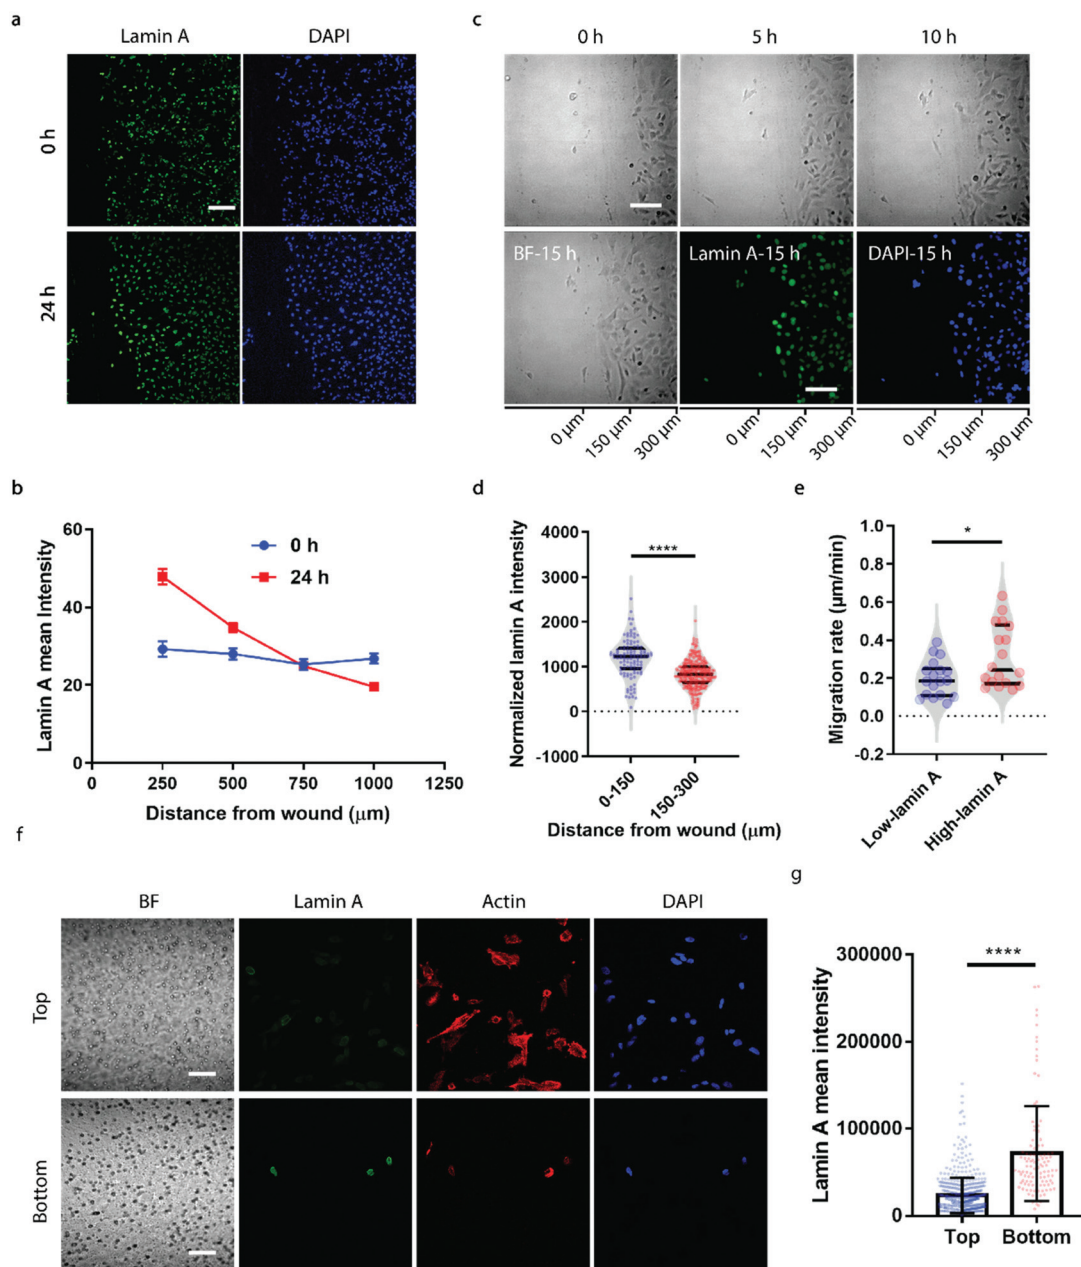 a
Lamin A DAPI
0 h
24 h
c
0 h 5 h 10 h
BF-15 h Lamin A-15 h DAPI-15 h
0 µm 150 µm 300 µm 0 µm 150 µm 300 µm 0 µm 150 µm 300 µm
b
Lamin A mean Intensity
60
40
20
0
0 250 500 750 1000 1250
Distance from wound (µm)
0 h
24 h
d
Normalized lamin A intensity
4000
3000
2000
1000
0
-1000
****
0-150 150-300
Distance from wound (µm)
e
Migration rate (µm/min)
1.0
0.8
0.6
0.4
0.2
0.0
-0.2
*
Low-lamin A High-lamin A
f
BF Lamin A Actin DAPI
Top
Bottom
g
Lamin A mean intensity
300000
200000
100000
0
****
Top Bottom